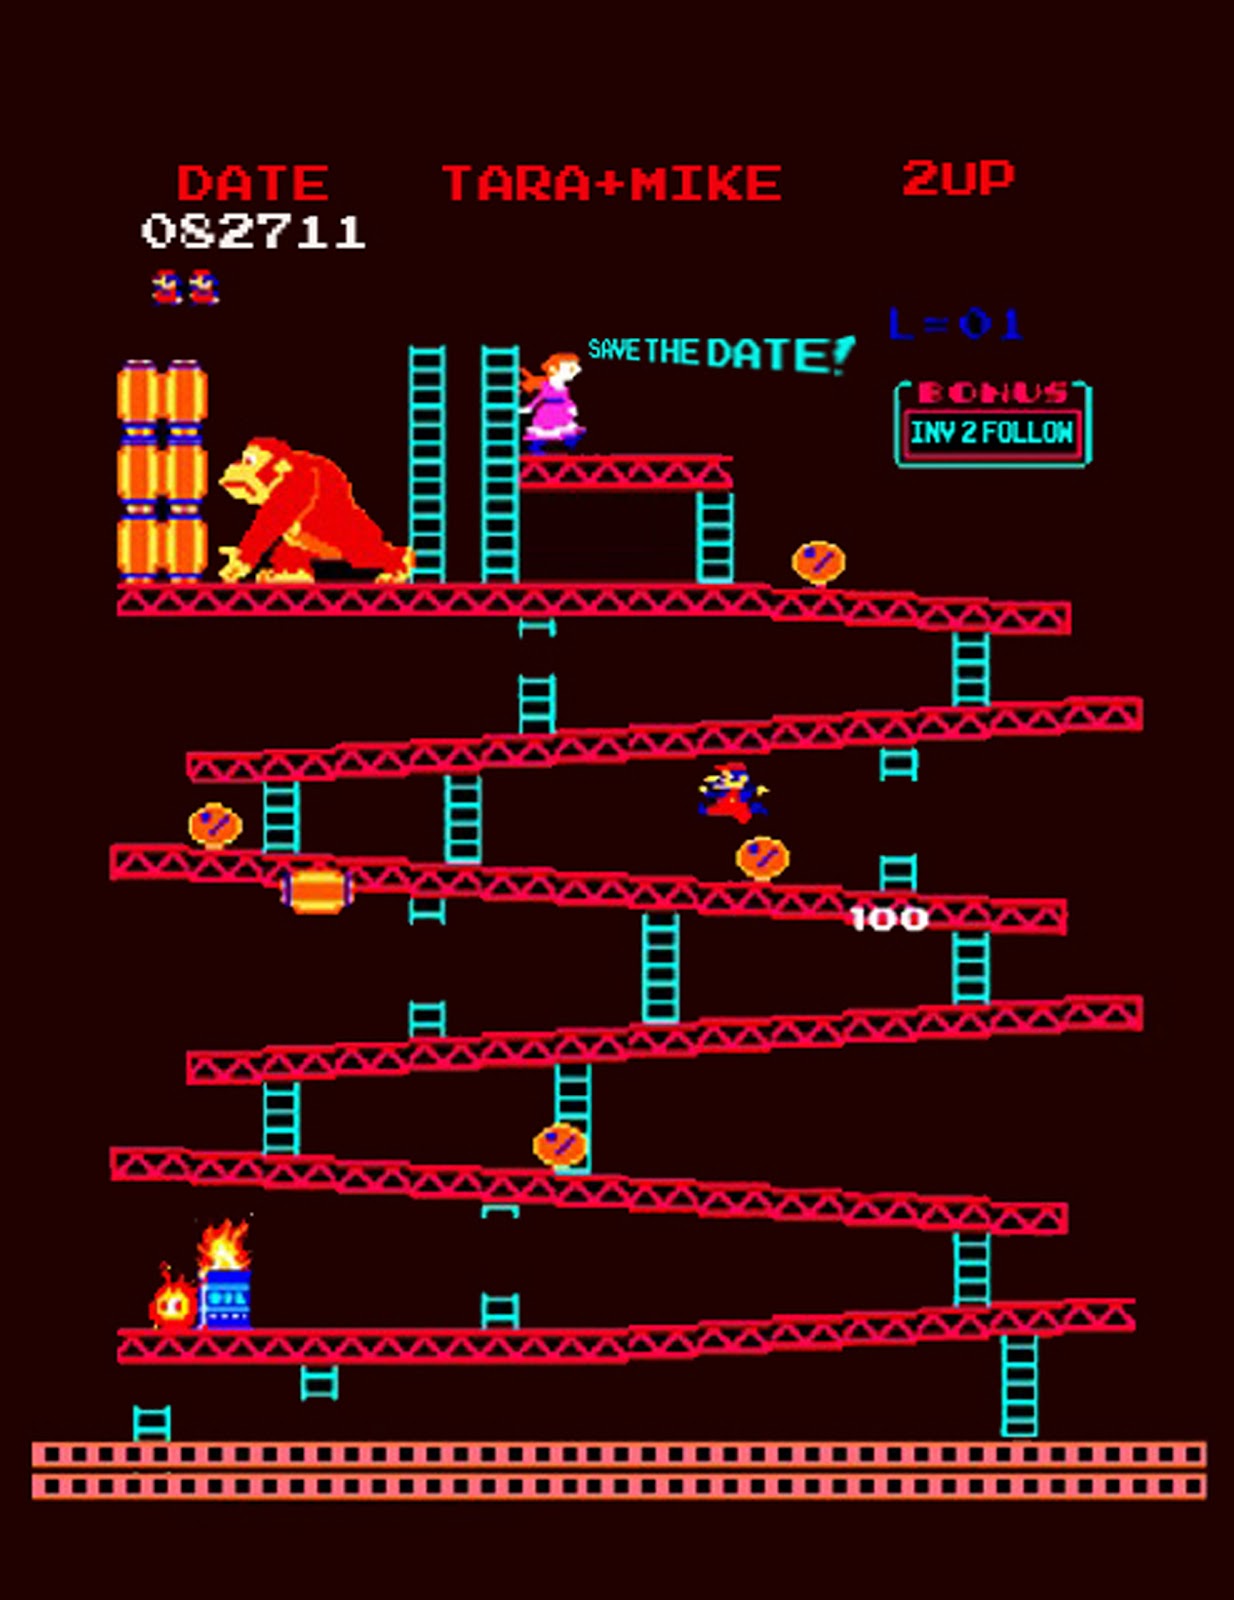 DATE TARA+MIKE 2UP
082711
L=01
SAVE THE DATE!
BONUS
INV 2 FOLLOW
100
OIL